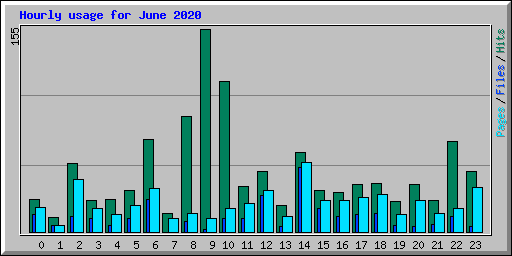 Hourly usage for June 2020
155
Pages/Files/Hits
0 1 2 3 4 5 6 7 8 9 10 11 12 13 14 15 16 17 18 19 20 21 22 23